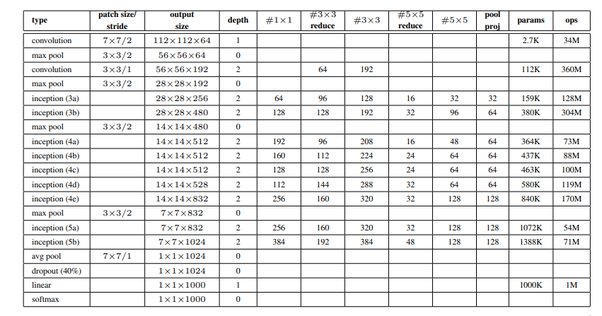 type patch size/ stride output size depth #1×1 #3×3 reduce #3×3 #5×5 reduce #5×5 pool proj params ops
convolution 7×7/2 112×112×64 1 2.7K 34M
max pool 3×3/2 56×56×64 0
convolution 3×3/1 56×56×192 2 64 192 112K 360M
max pool 3×3/2 28×28×192 0
inception (3a) 28×28×256 2 64 96 128 16 32 32 159K 128M
inception (3b) 28×28×480 2 128 128 192 32 96 64 380K 304M
max pool 3×3/2 14×14×480 0
inception (4a) 14×14×512 2 192 96 208 16 48 64 364K 73M
inception (4b) 14×14×512 2 160 112 224 24 64 64 437K 88M
inception (4c) 14×14×512 2 128 128 256 24 64 64 463K 100M
inception (4d) 14×14×528 2 112 144 288 32 64 64 580K 119M
inception (4e) 14×14×832 2 256 160 320 32 128 128 840K 170M
max pool 3×3/2 7×7×832 0
inception (5a) 7×7×832 2 256 160 320 32 128 128 1072K 54M
inception (5b) 7×7×1024 2 384 192 384 48 128 128 1388K 71M
avg pool 7×7/1 1×1×1024 0
dropout (40%) 1×1×1024 0
linear 1×1×1000 1 1000K 1M
softmax 1×1×1000 0